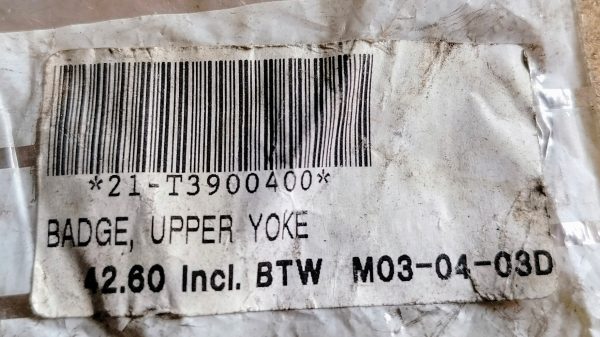 *21-T3900400*
BADGE, UPPER YOKE
42.60 Incl. BTW M03-04-03D